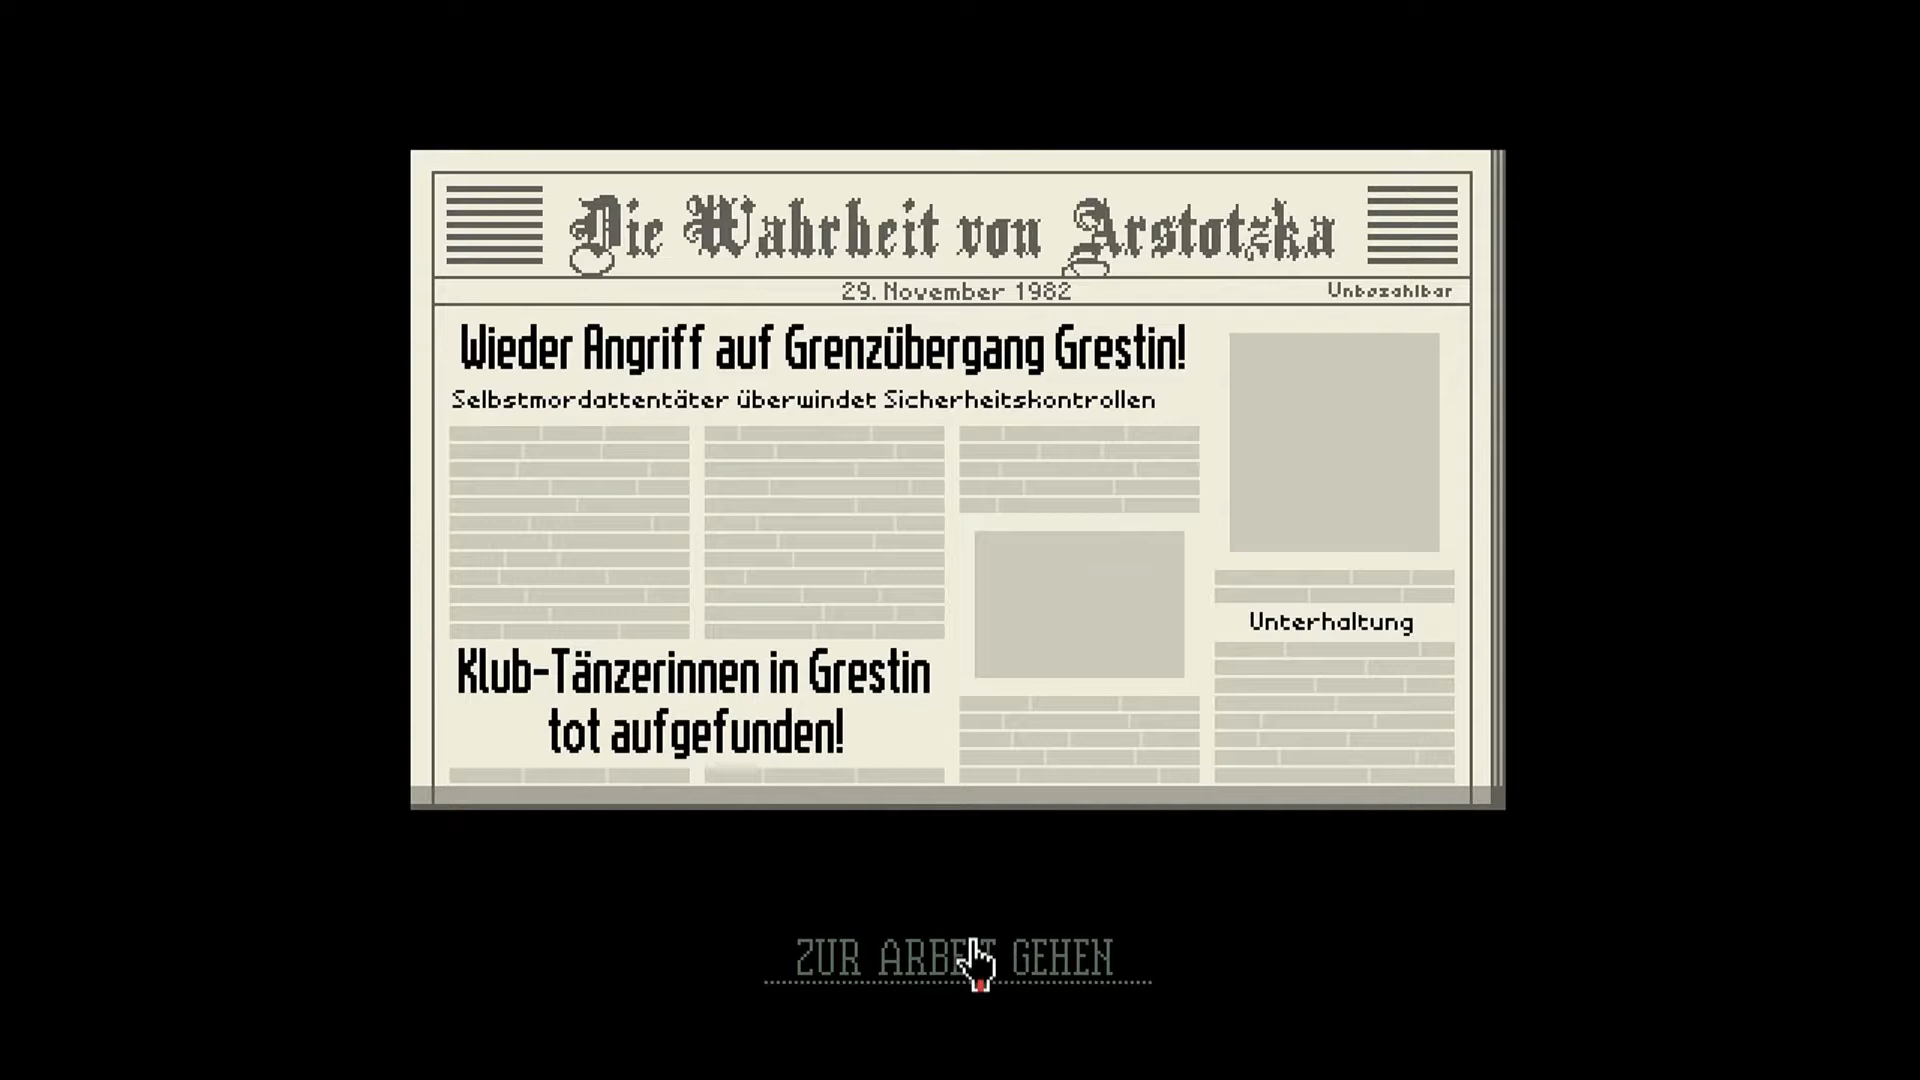 Die Wahrheit von Arstotzka
29. November 1982
Unbezahlbar
Wieder Angriff auf Grenzübergang Grestin!
Selbstmordattentäter überwindet Sicherheitskontrollen
Klub-Tänzerinnen in Grestin
tot aufgefunden!
Unterhaltung
ZUR ARBEIT GEHEN